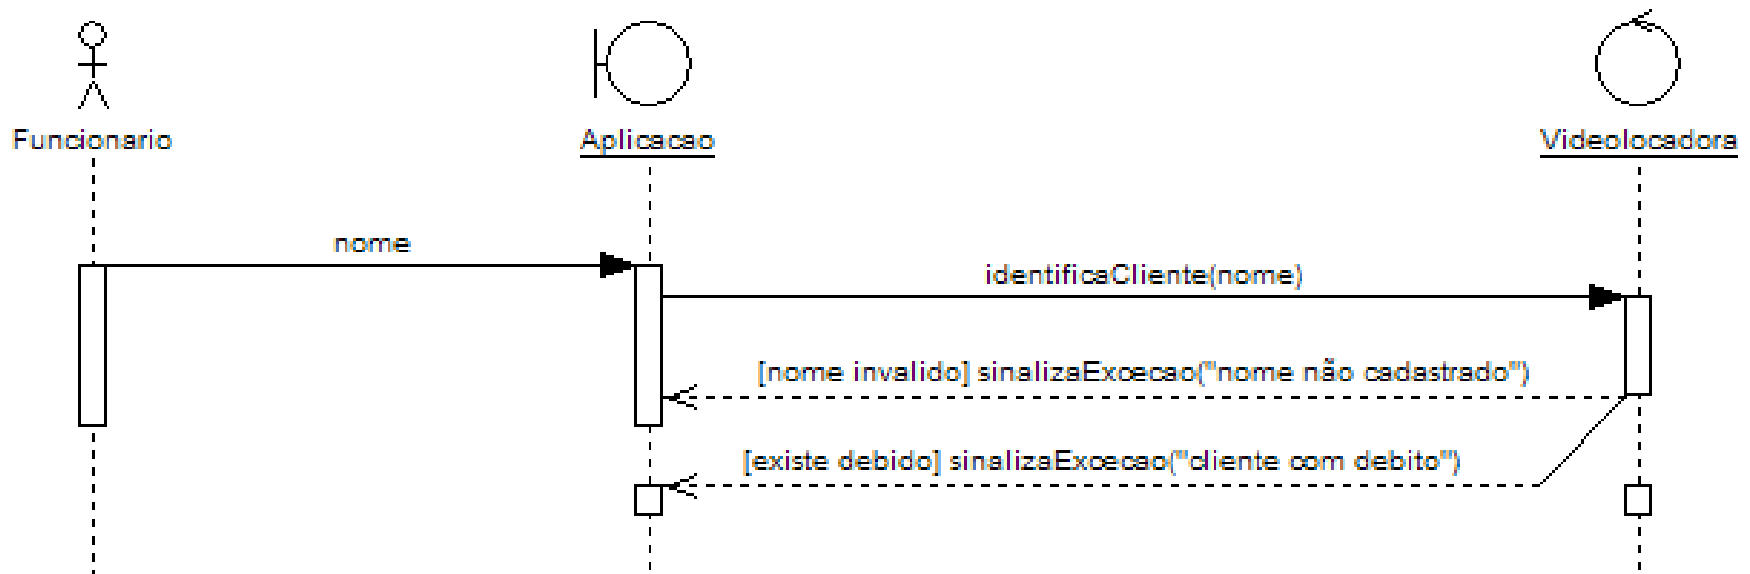 Funcionario
Aplicacao
Videolocadora
nome
identificaCliente(nome)
[nome invalido] sinalizaExcecao("nome não cadastrado")
[existe debido] sinalizaExcecao("cliente com debito")